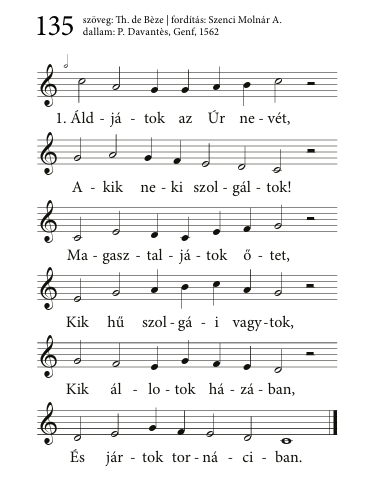 135 szöveg: Th. de Bèze | fordítás: Szenci Molnár A.
dallam: P. Davantès, Genf, 1562
1. Áld - já - tok az Úr ne - vét,
A - kik ne - ki szol - gál - tok!
Ma - gasz - tal - já - tok ő - tet,
Kik hű szol - gá - i vagy - tok,
Kik ál - lo - tok há - zá - ban,
És jár - tok tor - ná - ci - ban.